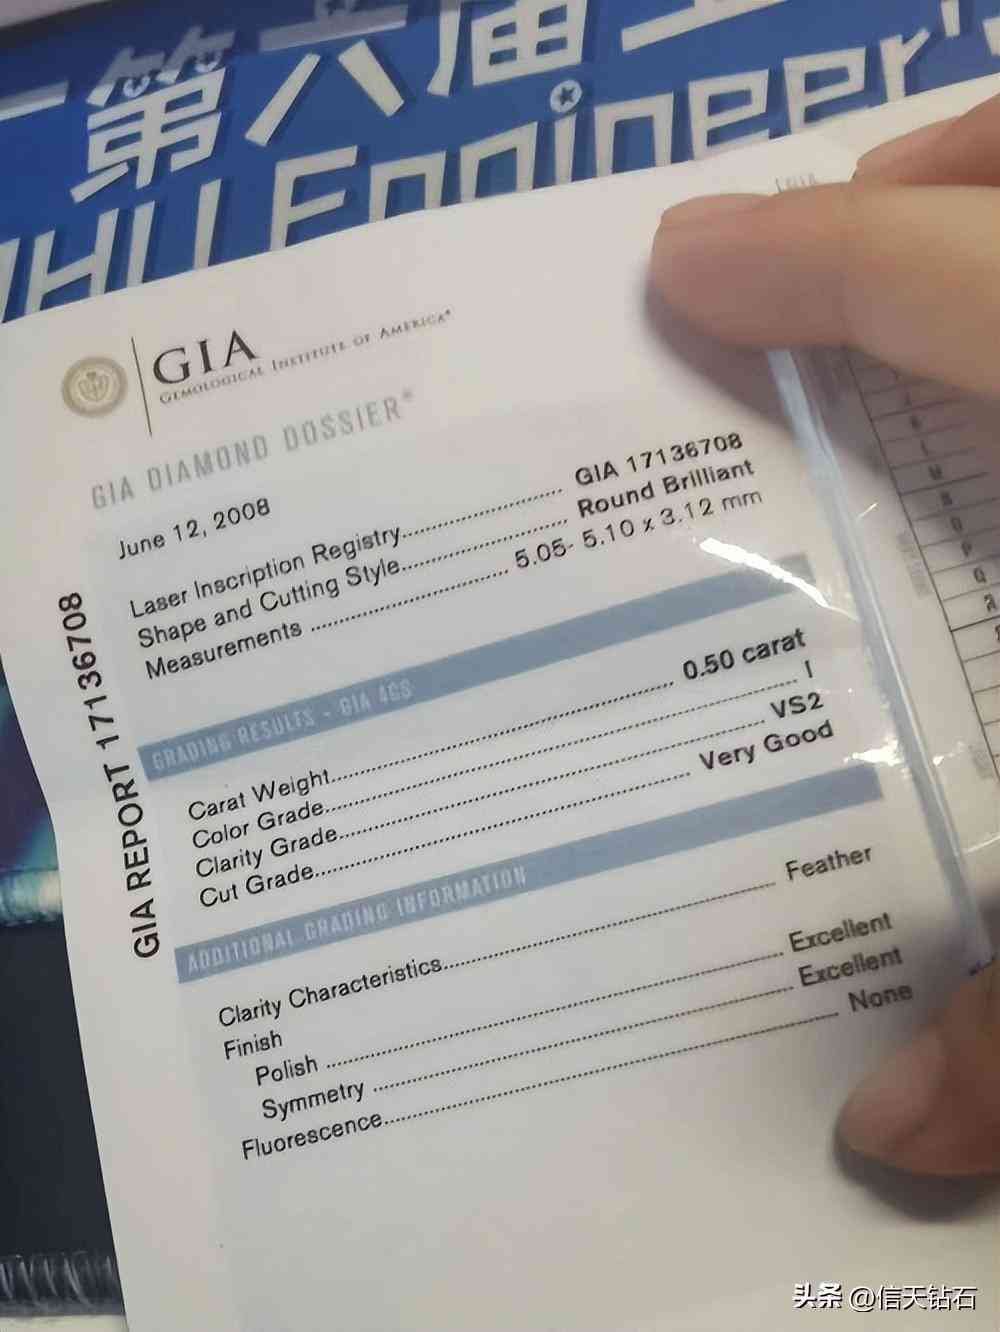 第六届
HU Engineer's
GIA
GEMOLOGICAL INSTITUTE OF AMERICA®
GIA DIAMOND DOSSIER®
June 12, 2008
Laser Inscription Registry.......... GIA 17136708
Shape and Cutting Style.......... Round Brilliant
Measurements .......... 5.05- 5.10 x 3.12 mm
GRADING RESULTS - GIA 4CS
Carat Weight.......... 0.50 carat
Color Grade.......... I
Clarity Grade.......... VS2
Cut Grade.......... Very Good
ADDITIONAL GRADING INFORMATION
Clarity Characteristics.......... Feather
Finish
Polish .......... Excellent
Symmetry .......... Excellent
Fluorescence.......... None
GIA REPORT 17136708
M
N
O
P
Q
R
头条 @信天钻石